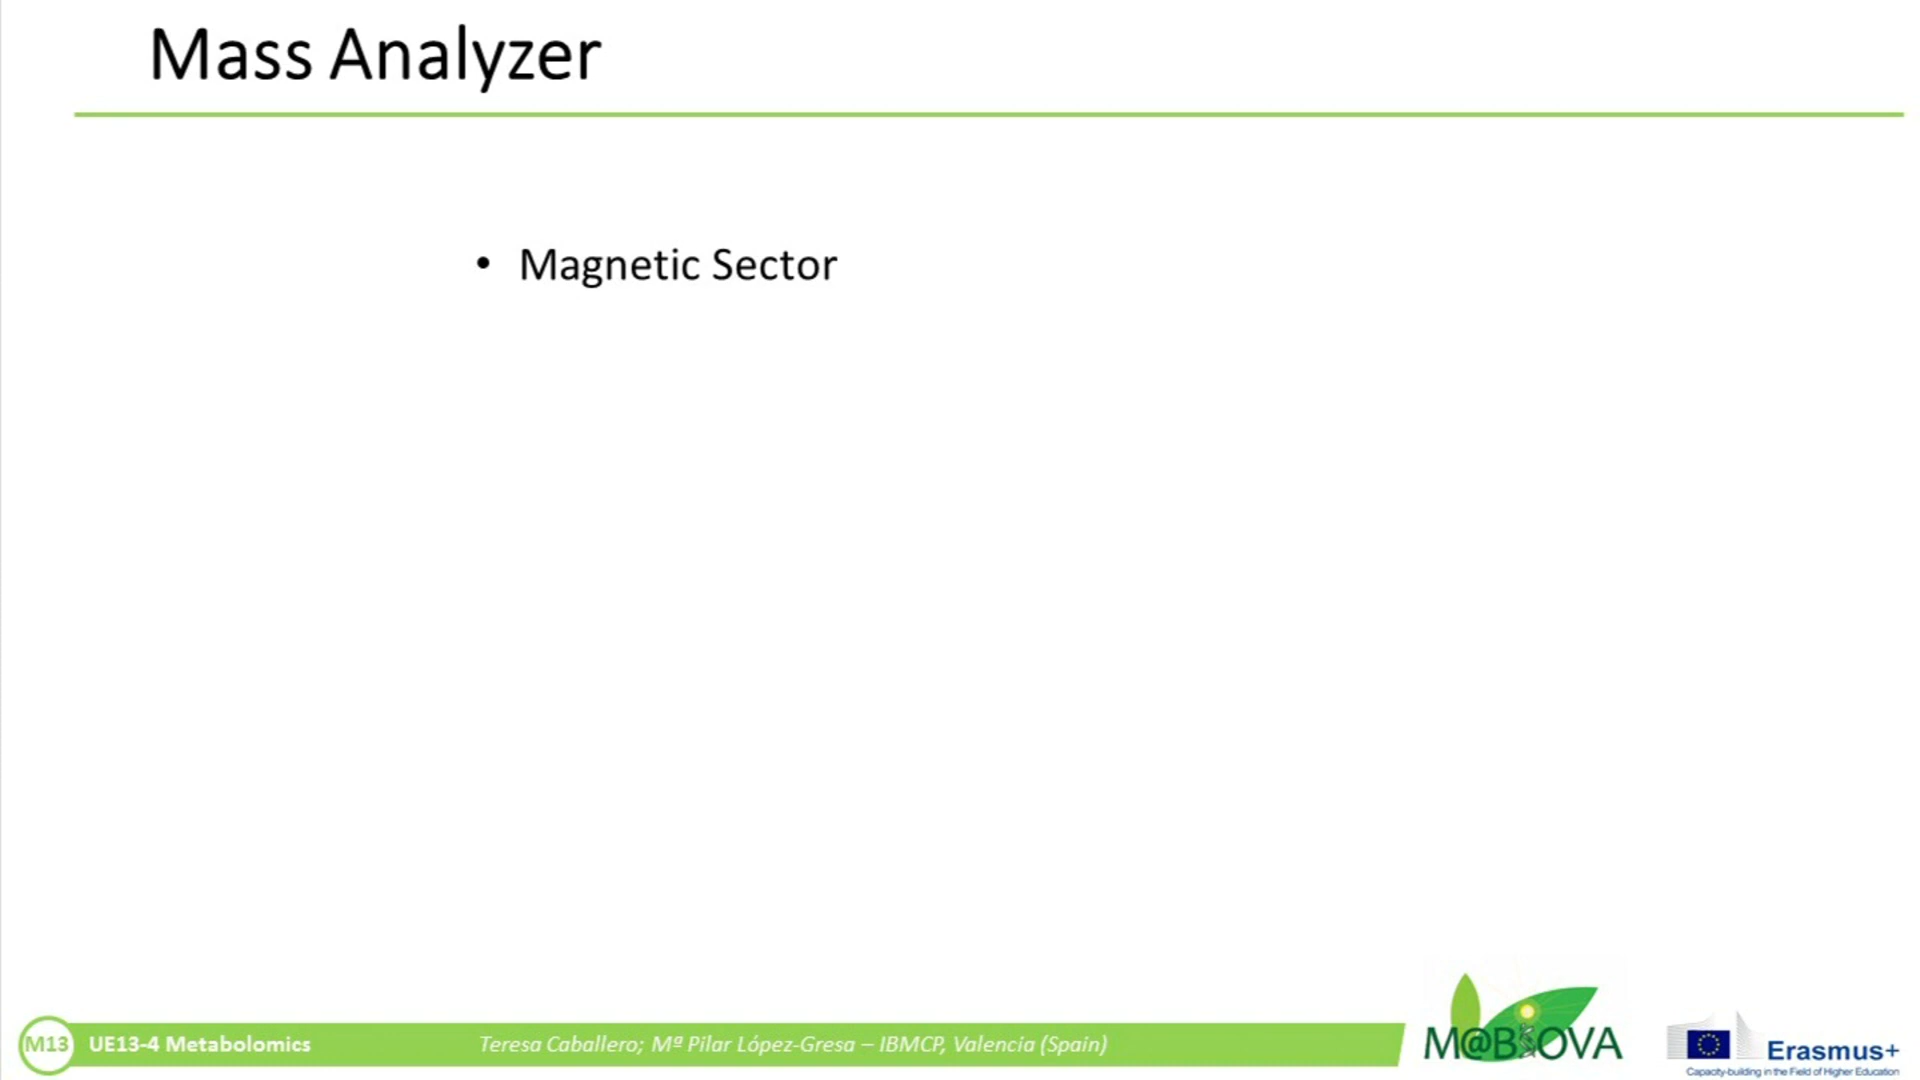 Mass Analyzer
• Magnetic Sector
M13 UE13-4 Metabolomics Teresa Caballero; Mª Pilar López-Gresa – IBMCP, Valencia (Spain)
M@BIOVA
Erasmus+
Capacity-building in the Field of Higher Education